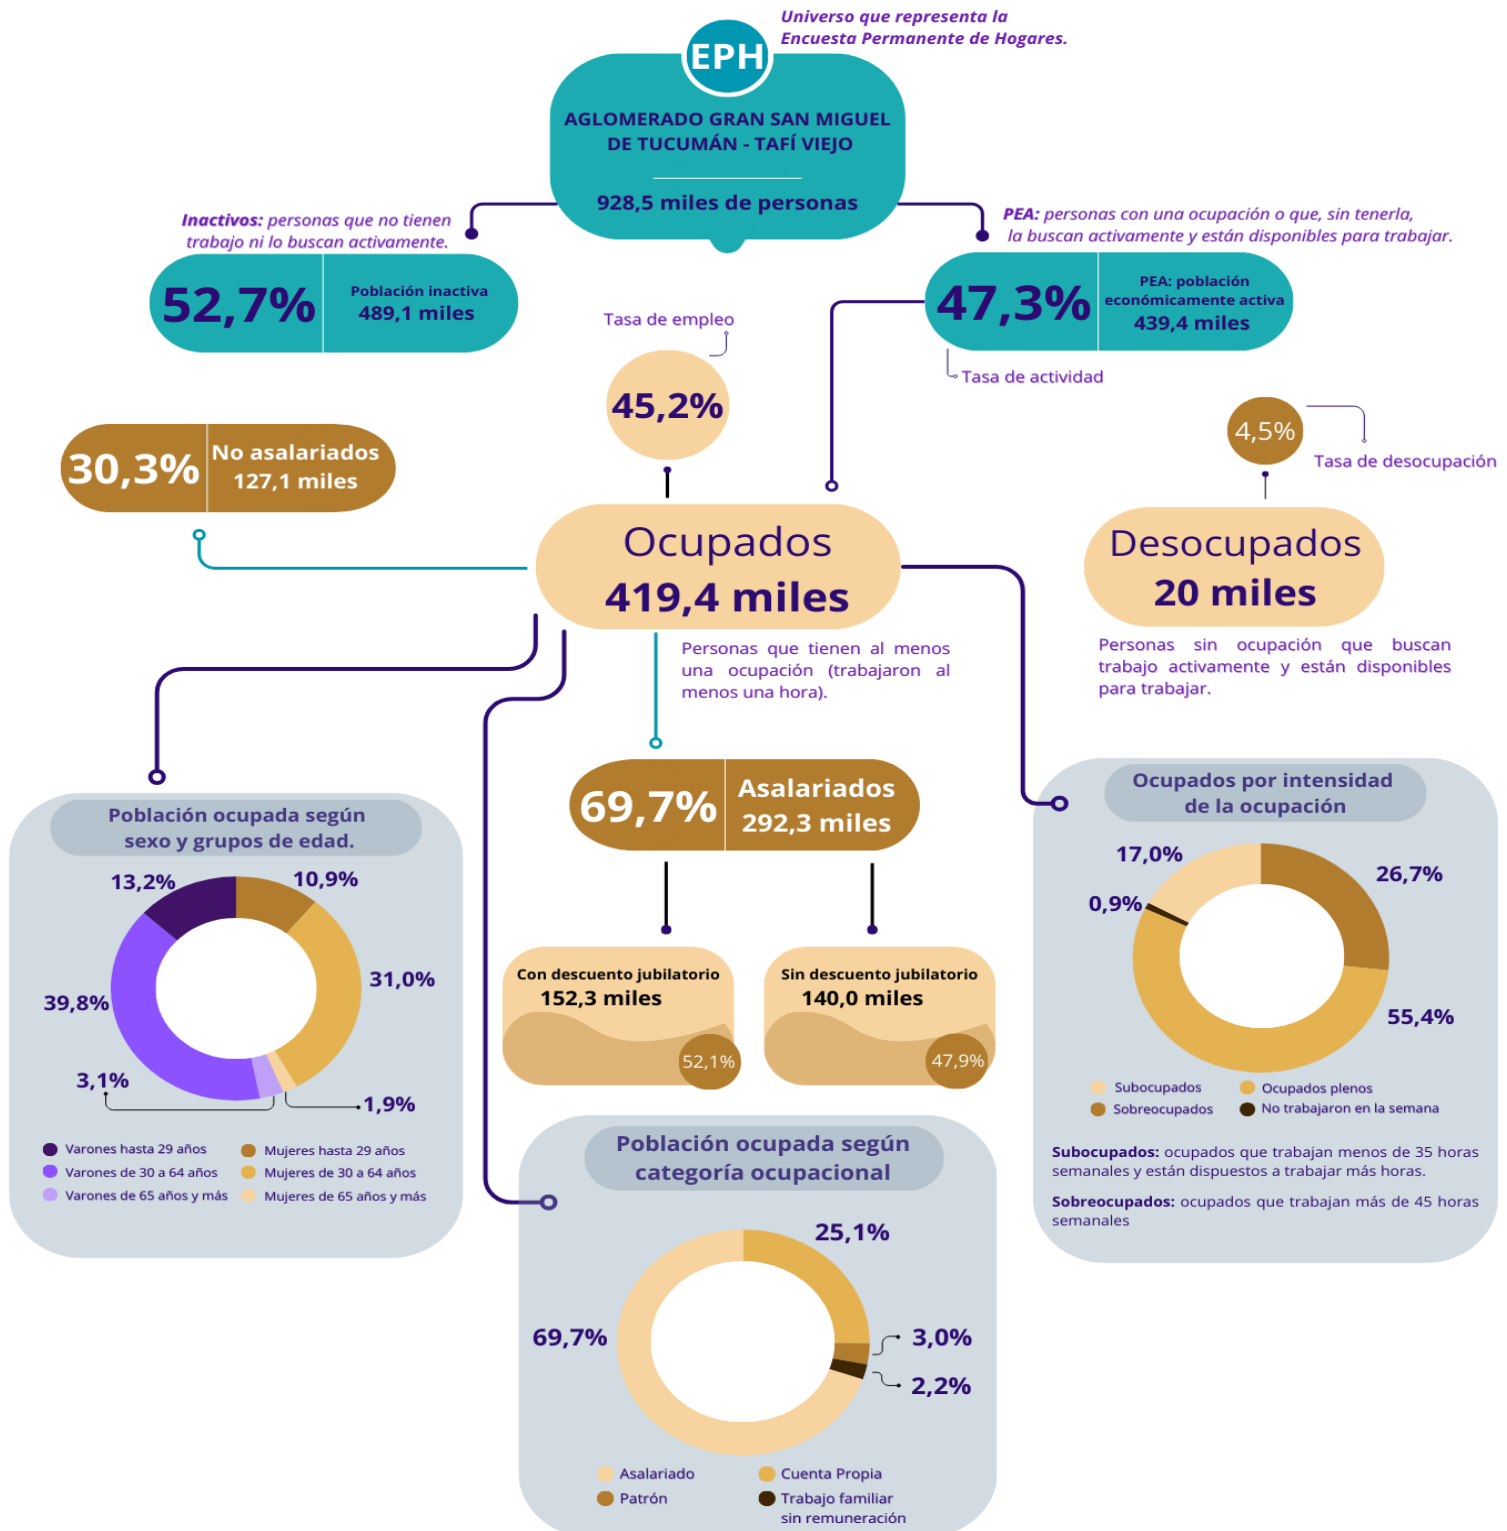 Universo que representa la
Encuesta Permanente de Hogares.
EPH
AGLOMERADO GRAN SAN MIGUEL
DE TUCUMÁN - TAFÍ VIEJO
928,5 miles de personas
Inactivos: personas que no tienen
trabajo ni lo buscan activamente.
52,7%
Población inactiva
489,1 miles
PEA: personas con una ocupación o que, sin tenerla,
la buscan activamente y están disponibles para trabajar.
47,3%
PEA: población
económicamente activa
439,4 miles
Tasa de actividad
Tasa de empleo
45,2%
4,5%
Tasa de desocupación
30,3%
No asalariados
127,1 miles
Ocupados
419,4 miles
Personas que tienen al menos
una ocupación (trabajaron al
menos una hora).
Desocupados
20 miles
Personas sin ocupación que buscan
trabajo activamente y están disponibles
para trabajar.
69,7%
Asalariados
292,3 miles
Con descuento jubilatorio
152,3 miles
52,1%
Sin descuento jubilatorio
140,0 miles
47,9%
Población ocupada según
sexo y grupos de edad.
13,2%
10,9%
31,0%
39,8%
3,1%
1,9%
Varones hasta 29 años
Mujeres hasta 29 años
Varones de 30 a 64 años
Mujeres de 30 a 64 años
Varones de 65 años y más
Mujeres de 65 años y más
Ocupados por intensidad
de la ocupación
17,0%
26,7%
0,9%
55,4%
Subocupados
Ocupados plenos
Sobreocupados
No trabajaron en la semana
Subocupados: ocupados que trabajan menos de 35 horas
semanales y están dispuestos a trabajar más horas.
Sobreocupados: ocupados que trabajan más de 45 horas
semanales
Población ocupada según
categoría ocupacional
25,1%
69,7%
3,0%
2,2%
Asalariado
Cuenta Propia
Patrón
Trabajo familiar
sin remuneración